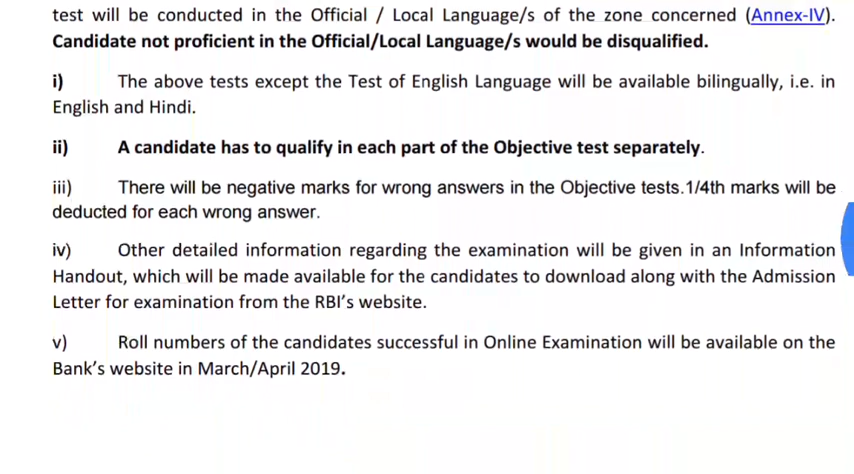 test will be conducted in the Official / Local Language/s of the zone concerned (Annex-IV).
Candidate not proficient in the Official/Local Language/s would be disqualified.
i) The above tests except the Test of English Language will be available bilingually, i.e. in
English and Hindi.
ii) A candidate has to qualify in each part of the Objective test separately.
iii) There will be negative marks for wrong answers in the Objective tests.1/4th marks will be
deducted for each wrong answer.
iv) Other detailed information regarding the examination will be given in an Information
Handout, which will be made available for the candidates to download along with the Admission
Letter for examination from the RBI's website.
v) Roll numbers of the candidates successful in Online Examination will be available on the
Bank's website in March/April 2019.